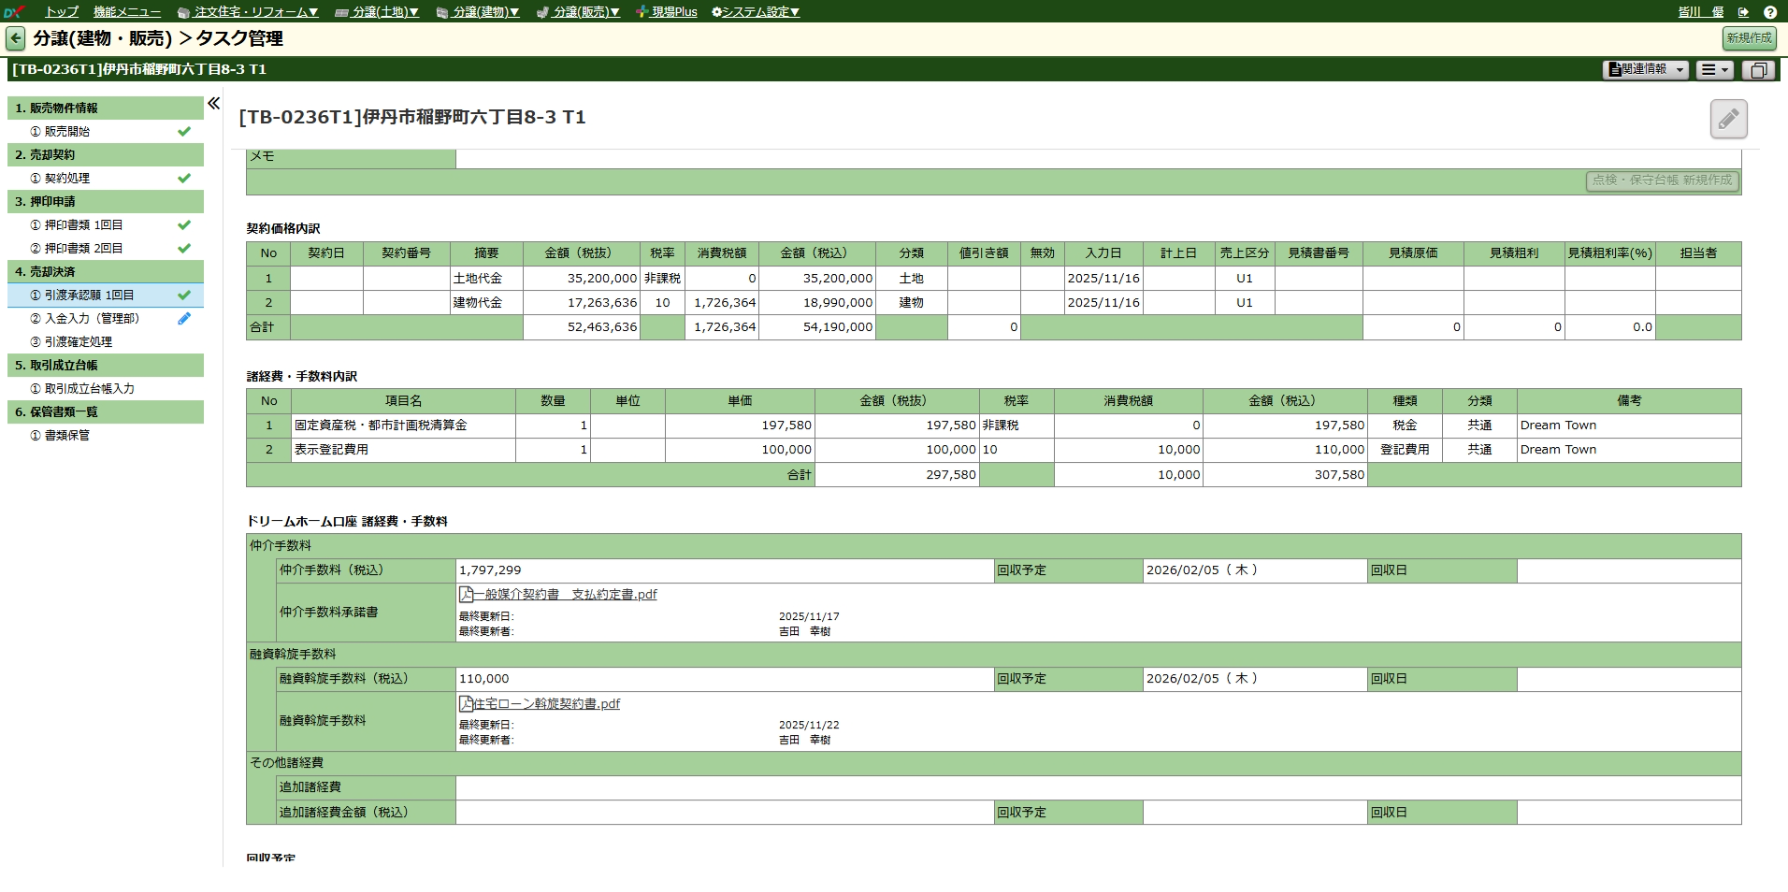 DX トップ 機能メニュー 注文住宅・リフォーム▼ 分譲(土地)▼ 分譲(建物)▼ 分譲(販売)▼ 現場Plus システム設定▼ 皆川 優
分譲(建物・販売) > タスク管理 新規作成
[TB-0236T1]伊丹市稲野町六丁目8-3 T1 関連情報
1. 販売物件情報
① 販売開始
2. 売却契約
① 契約処理
3. 押印申請
① 押印書類 1回目
② 押印書類 2回目
4. 売却決済
① 引渡承認願 1回目
② 入金入力（管理部）
③ 引渡確定処理
5. 取引成立台帳
① 取引成立台帳入力
6. 保管書類一覧
① 書類保管
[TB-0236T1]伊丹市稲野町六丁目8-3 T1
メモ
点検・保守台帳 新規作成
契約価格内訳
No 契約日 契約番号 摘要 金額（税抜） 税率 消費税額 金額（税込） 分類 値引き額 無効 入力日 計上日 売上区分 見積書番号 見積原価 見積粗利 見積粗利率(%) 担当者
1 土地代金 35,200,000 非課税 0 35,200,000 土地 2025/11/16 U1
2 建物代金 17,263,636 10 1,726,364 18,990,000 建物 2025/11/16 U1
合計 52,463,636 1,726,364 54,190,000 0 0 0 0.0
諸経費・手数料内訳
No 項目名 数量 単位 単価 金額（税抜） 税率 消費税額 金額（税込） 種類 分類 備考
1 固定資産税・都市計画税清算金 1 197,580 197,580 非課税 0 197,580 税金 共通 Dream Town
2 表示登記費用 1 100,000 100,000 10 10,000 110,000 登記費用 共通 Dream Town
合計 297,580 10,000 307,580
ドリームホーム口座 諸経費・手数料
仲介手数料
仲介手数料（税込） 1,797,299 回収予定 2026/02/05（ 木 ） 回収日
仲介手数料承諾書 一般媒介契約書　支払約定書.pdf
最終更新日: 2025/11/17
最終更新者: 吉田　幸樹
融資斡旋手数料
融資斡旋手数料（税込） 110,000 回収予定 2026/02/05（ 木 ） 回収日
融資斡旋手数料 住宅ローン斡旋契約書.pdf
最終更新日: 2025/11/22
最終更新者: 吉田　幸樹
その他諸経費
追加諸経費
追加諸経費金額（税込） 回収予定 回収日
回収予定